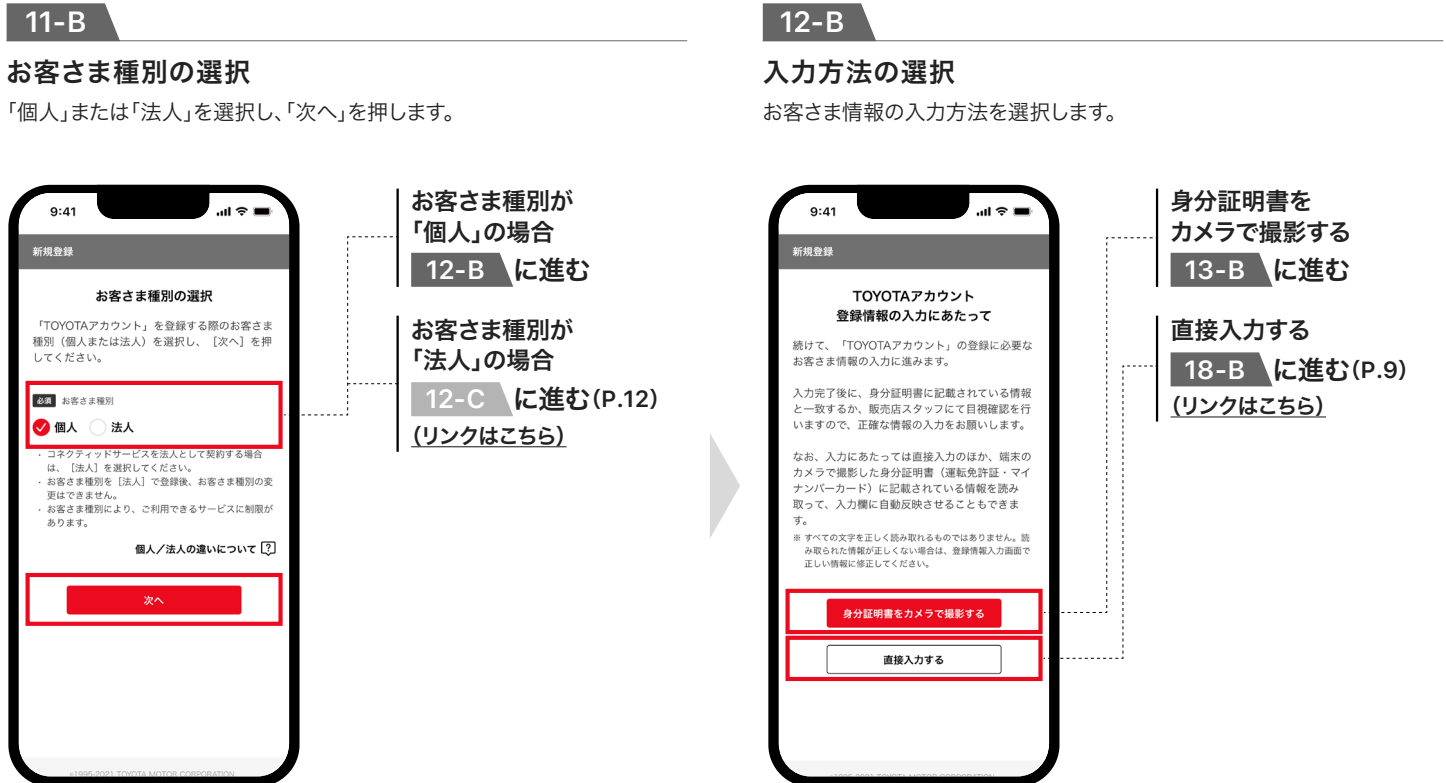 11-B
お客さま種別の選択
「個人」または「法人」を選択し、「次へ」を押します。
9:41
新規登録
お客さま種別の選択
「TOYOTAアカウント」を登録する際のお客さま
種別（個人または法人）を選択し、［次へ］を押
してください。
必須 お客さま種別
個人 法人
・ コネクティッドサービスを法人として契約する場合
は、［法人］を選択してください。
・ お客さま種別を［法人］で登録後、お客さま種別の変
更はできません。
・ お客さま種別により、ご利用できるサービスに制限が
あります。
個人／法人の違いについて ?
次へ
©1995-2021 TOYOTA MOTOR CORPORATION
お客さま種別が
「個人」の場合
12-B に進む
お客さま種別が
「法人」の場合
12-C に進む(P.12)
(リンクはこちら)
12-B
入力方法の選択
お客さま情報の入力方法を選択します。
9:41
新規登録
TOYOTAアカウント
登録情報の入力にあたって
続けて、「TOYOTAアカウント」の登録に必要な
お客さま情報の入力に進みます。
入力完了後に、身分証明書に記載されている情報
と一致するか、販売店スタッフにて目視確認を行
いますので、正確な情報の入力をお願いします。
なお、入力にあたっては直接入力のほか、端末の
カメラで撮影した身分証明書（運転免許証・マイ
ナンバーカード）に記載されている情報を読み
取って、入力欄に自動反映させることもできま
す。
※ すべての文字を正しく読み取れるものではありません。読
み取られた情報が正しくない場合は、登録情報入力画面で
正しい情報に修正してください。
身分証明書をカメラで撮影する
直接入力する
©1995-2021 TOYOTA MOTOR CORPORATION
身分証明書を
カメラで撮影する
13-B に進む
直接入力する
18-B に進む(P.9)
(リンクはこちら)